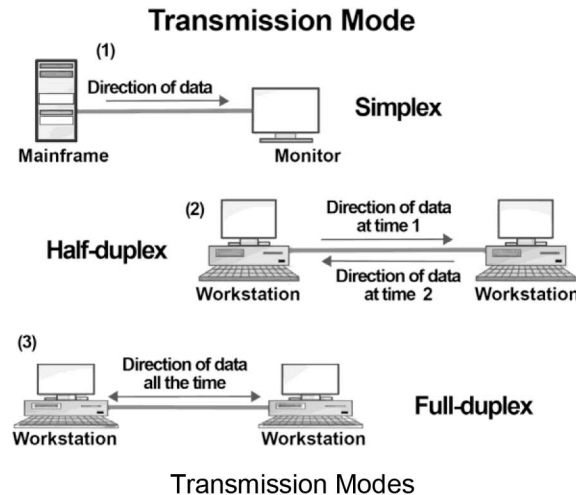 Transmission Mode
(1)
Direction of data
Simplex
Mainframe
Monitor
(2)
Direction of data
at time 1
Half-duplex
Direction of data
at time 2
Workstation
Workstation
(3)
Direction of data
all the time
Full-duplex
Workstation
Workstation
Transmission Modes